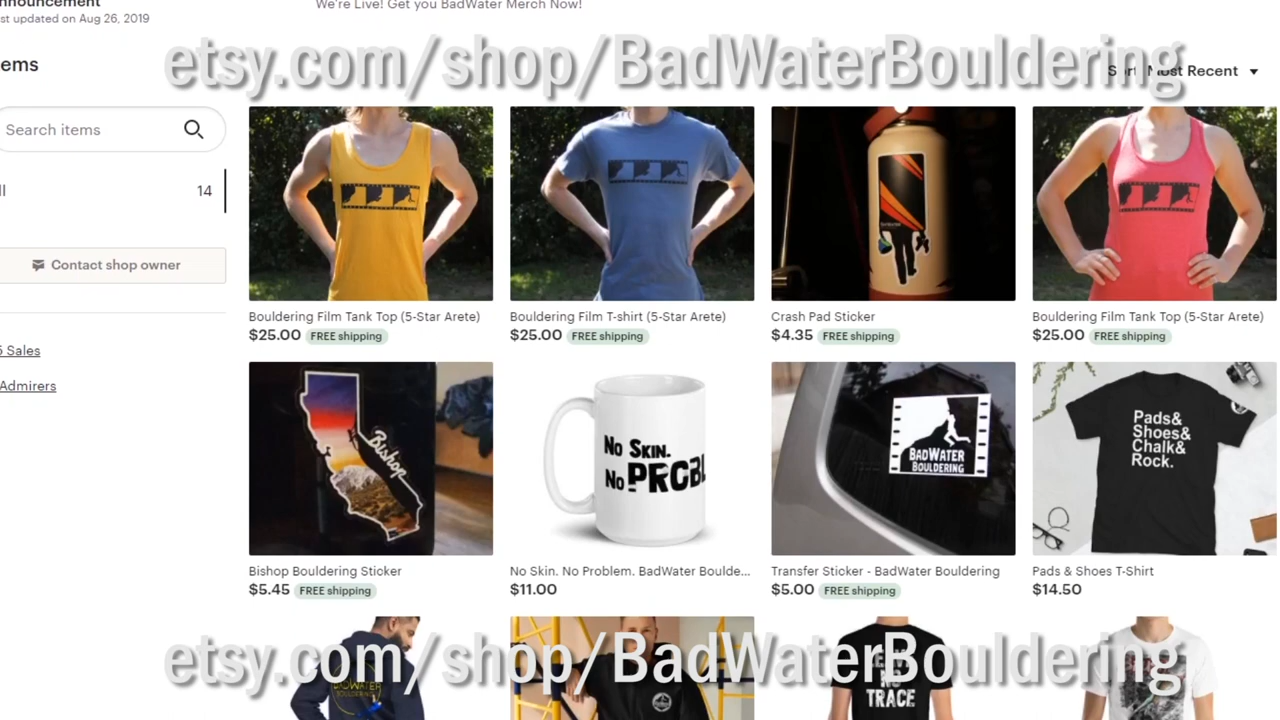 nnouncement
st updated on Aug 26, 2019
We're Live! Get you BadWater Merch Now!
etsy.com/shop/BadWaterBouldering
ems
Sort: Most Recent
Search items
ll 14
Contact shop owner
Sales
Admirers
Bouldering Film Tank Top (5-Star Arete)
$25.00 FREE shipping
Bouldering Film T-shirt (5-Star Arete)
$25.00 FREE shipping
Crash Pad Sticker
$4.35 FREE shipping
Bouldering Film Tank Top (5-Star Arete)
$25.00 FREE shipping
Bishop
No Skin.
No PROBL
BADWATER
BOULDERING
Pads&
Shoes&
Chalk&
Rock.
Bishop Bouldering Sticker
$5.45 FREE shipping
No Skin. No Problem. BadWater Boulde...
$11.00
Transfer Sticker - BadWater Bouldering
$5.00 FREE shipping
Pads & Shoes T-Shirt
$14.50
etsy.com/shop/BadWaterBouldering
BADWATER
BOULDERING
NO
TRACE